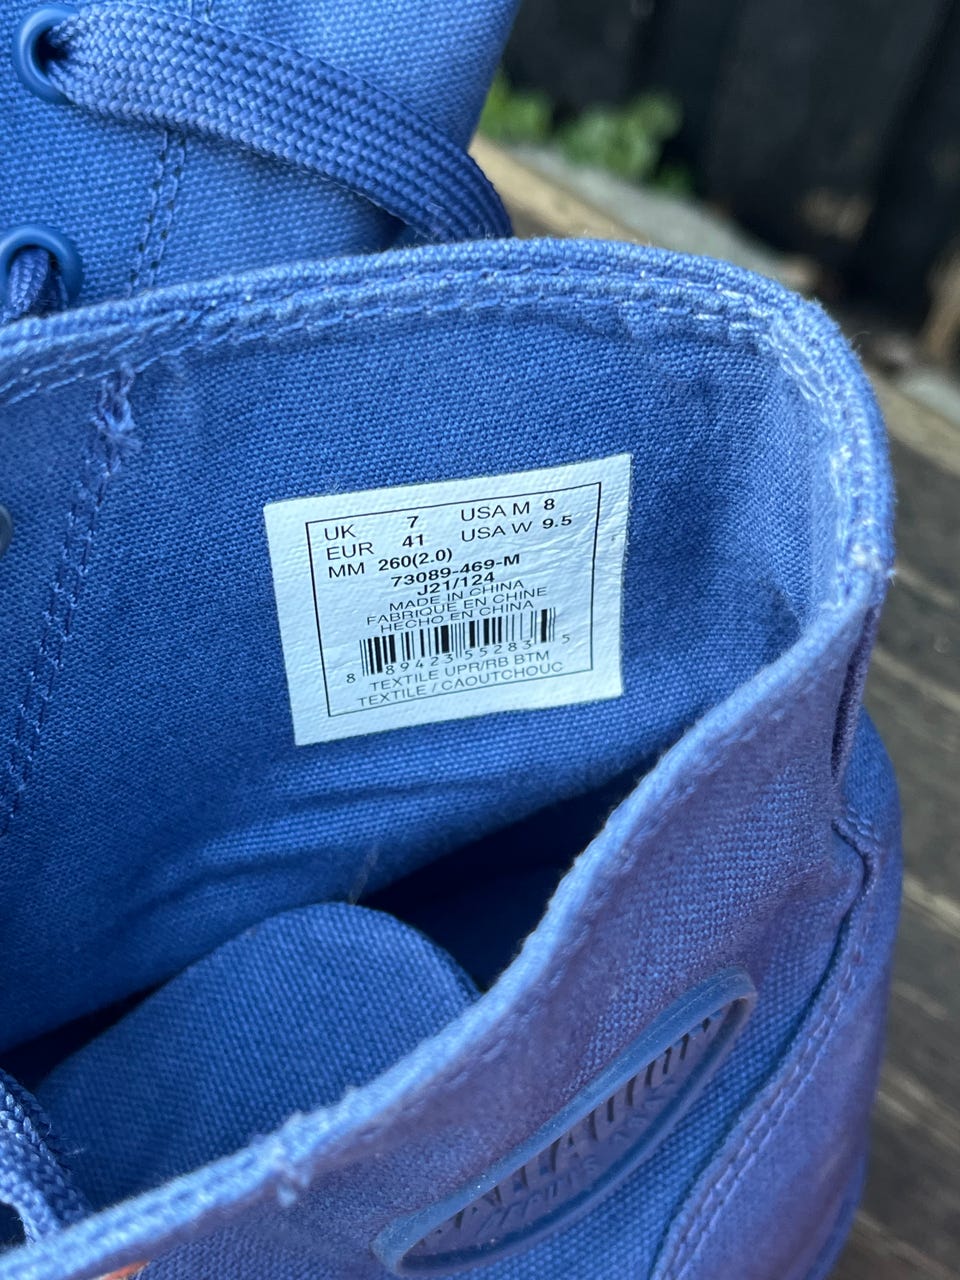 UK 7 USA M 8
EUR 41 USA W 9.5
MM 260(2.0)
73089-469-M
J21/124
MADE IN CHINA
FABRIQUE EN CHINE
HECHO EN CHINA
8 89423 55283 5
TEXTILE UPR/RB BTM
TEXTILE / CAOUTCHOUC
PALLADIUM